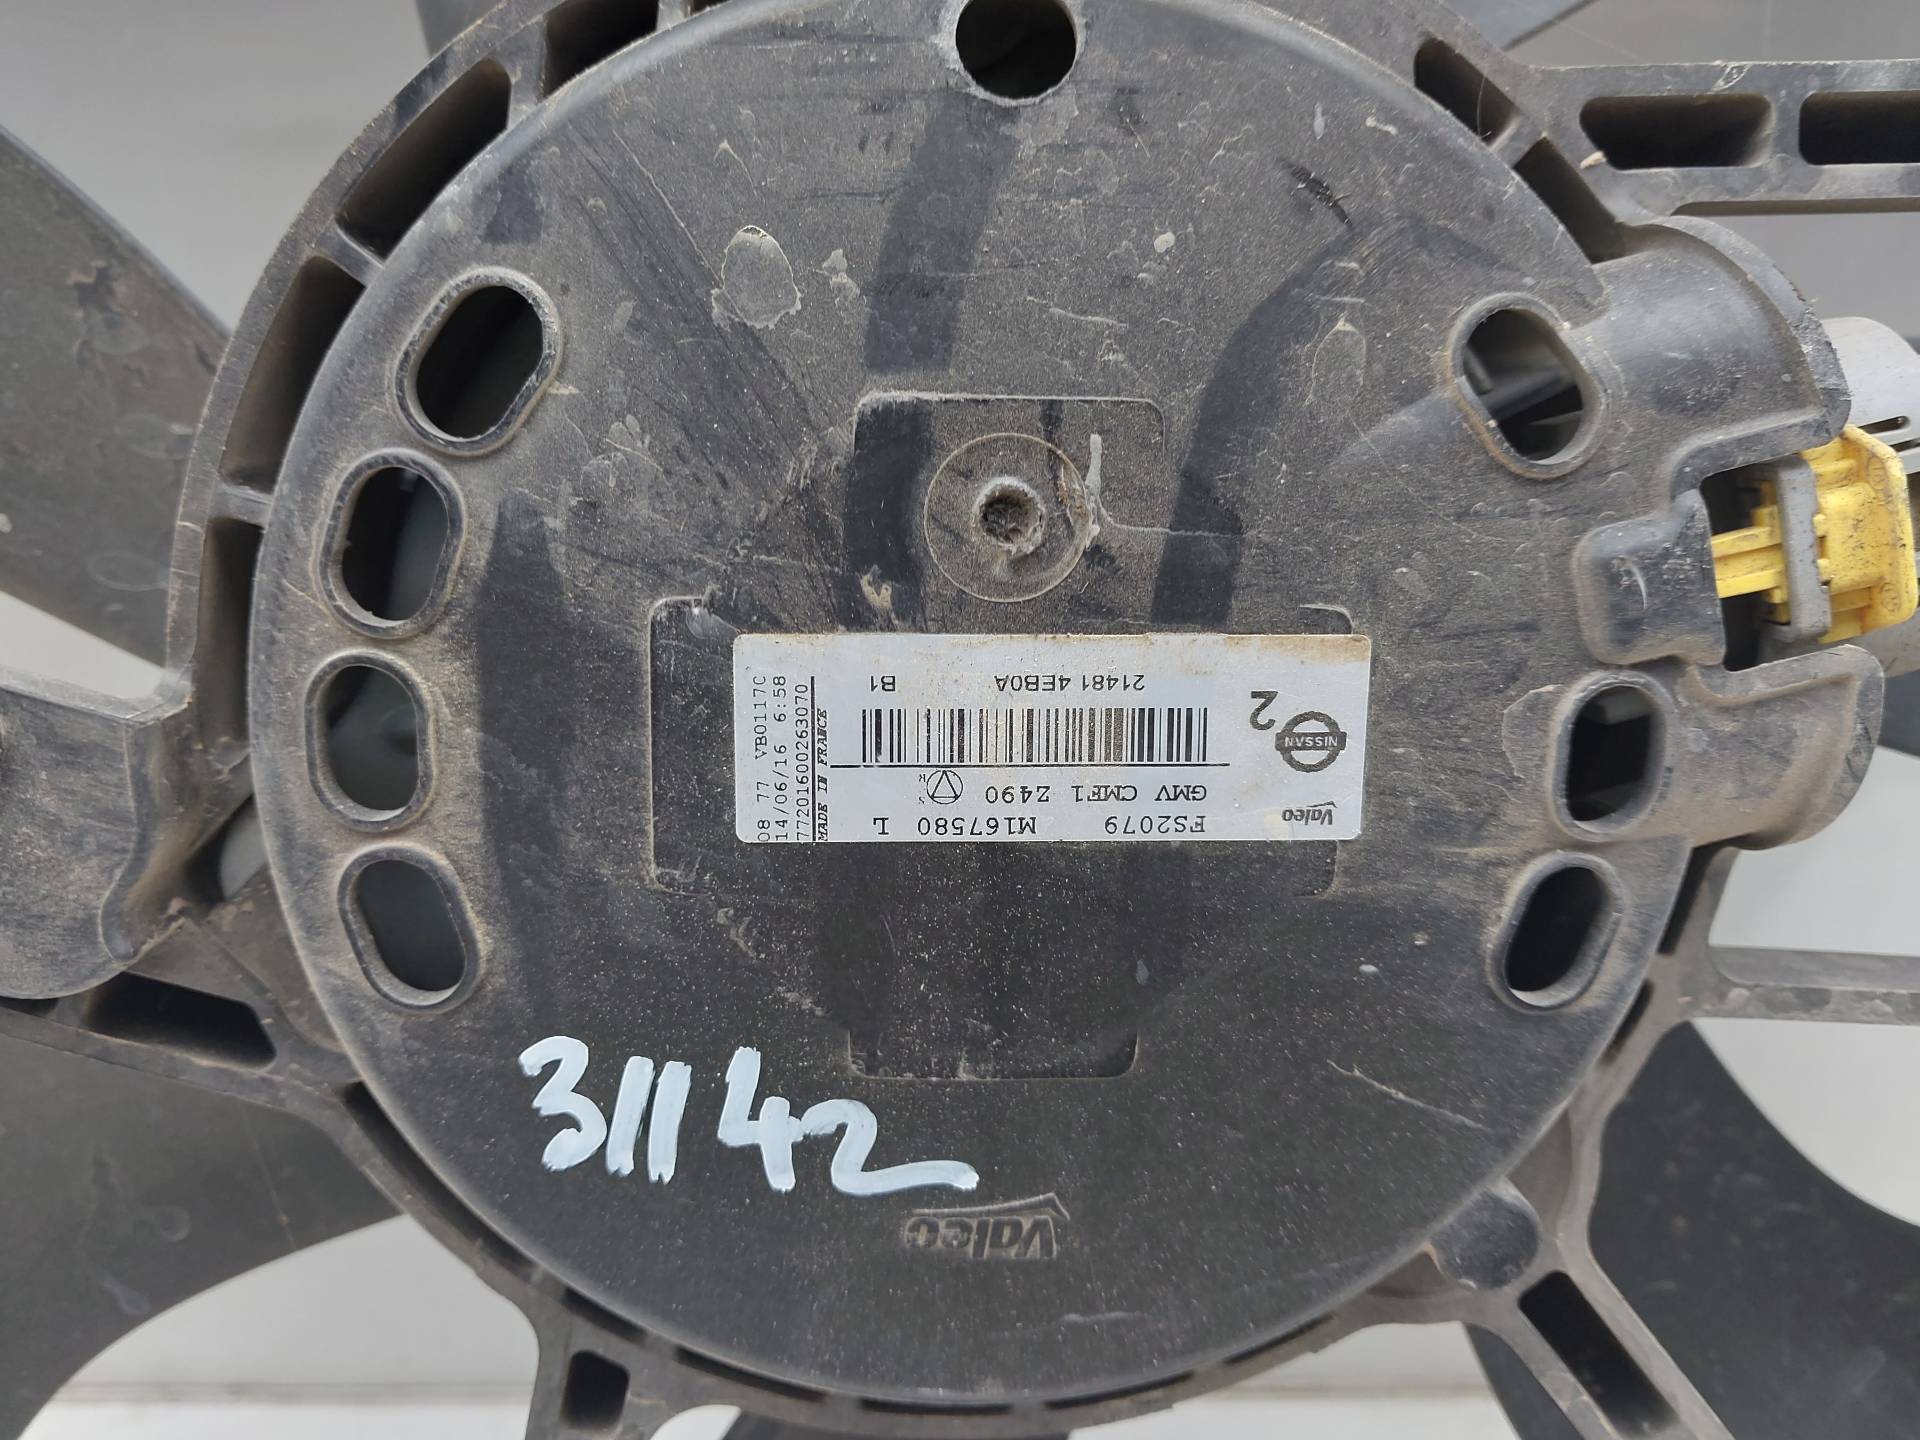 Valeo
FS2079 M167580 L
GMV CMF1 Z490
NISSAN
2
21481 4EB0A B1
MADE IN FRANCE
7720160026307O
14/06/16 6:58
08 77 VB0117C
31142
Valeo